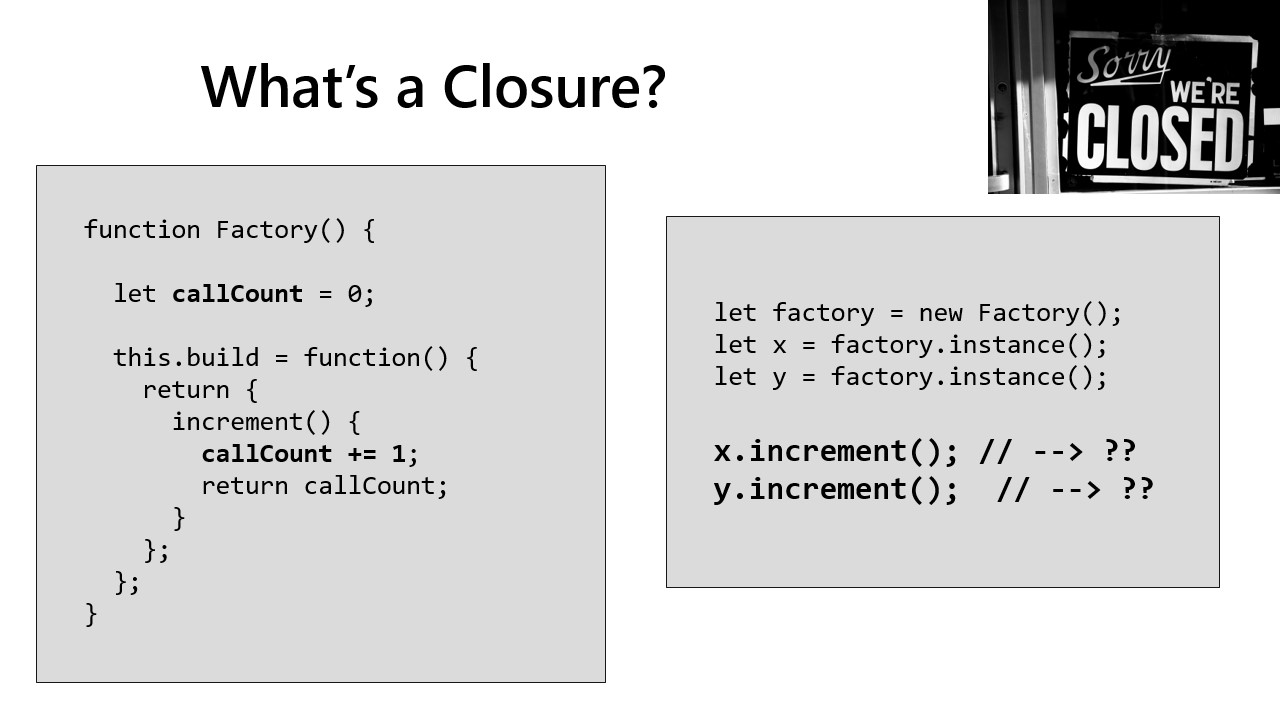 What's a Closure?
Sorry
WE'RE
CLOSED
function Factory() {
let callCount = 0;
this.build = function() {
return {
increment() {
callCount += 1;
return callCount;
}
};
};
}
let factory = new Factory();
let x = factory.instance();
let y = factory.instance();
x.increment(); // --> ??
y.increment();  // --> ??